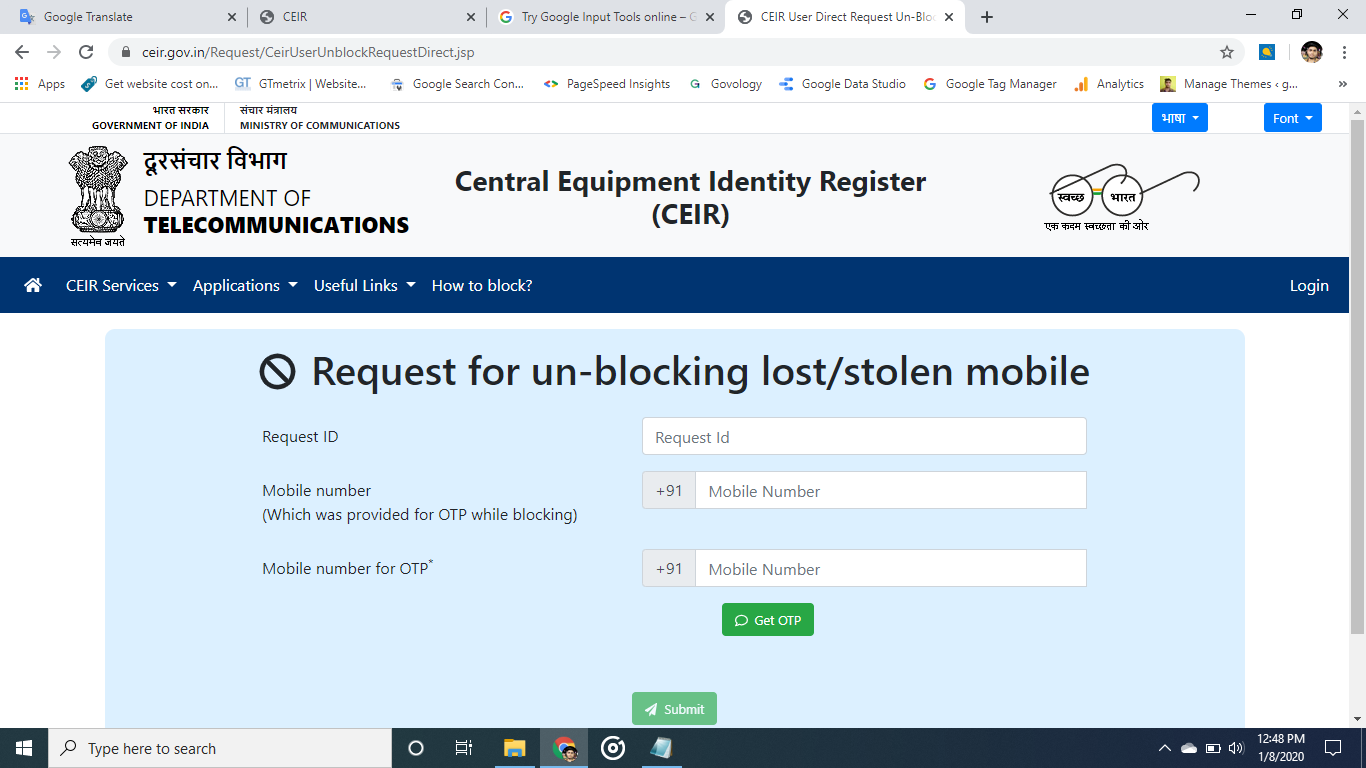 Google Translate
CEIR
Try Google Input Tools online – G
CEIR User Direct Request Un-Blo
ceir.gov.in/Request/CeirUserUnblockRequestDirect.jsp
Apps
Get website cost on...
GT GTmetrix | Website...
Google Search Con...
PageSpeed Insights
G Govology
Google Data Studio
Google Tag Manager
Analytics
Manage Themes ‹ g...
भारत सरकार
GOVERNMENT OF INDIA
संचार मंत्रालय
MINISTRY OF COMMUNICATIONS
भाषा
Font
सत्यमेव जयते
दूरसंचार विभाग
DEPARTMENT OF
TELECOMMUNICATIONS
Central Equipment Identity Register
(CEIR)
स्वच्छ भारत
एक कदम स्वच्छता की ओर
CEIR Services
Applications
Useful Links
How to block?
Login
Request for un-blocking lost/stolen mobile
Request ID
Request Id
Mobile number
(Which was provided for OTP while blocking)
+91 Mobile Number
Mobile number for OTP*
+91 Mobile Number
Get OTP
Submit
Type here to search
12:48 PM
1/8/2020